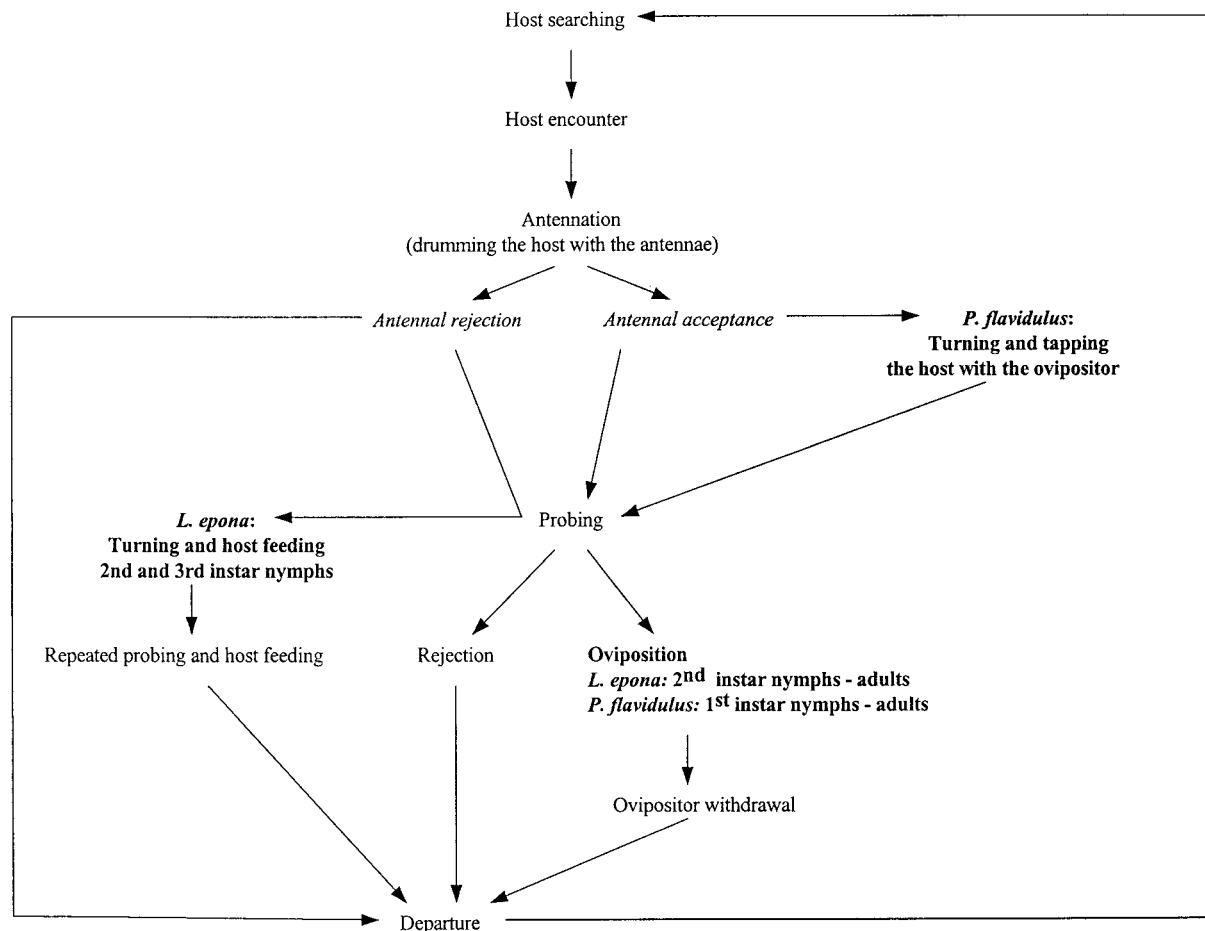 Host searching
Host encounter
Antennation
(drumming the host with the antennae)
Antennal rejection
Antennal acceptance
P. flavidulus:
Turning and tapping
the host with the ovipositor
L. epona:
Turning and host feeding
2nd and 3rd instar nymphs
Probing
Repeated probing and host feeding
Rejection
Oviposition
L. epona: 2nd instar nymphs - adults
P. flavidulus: 1st instar nymphs - adults
Ovipositor withdrawal
Departure